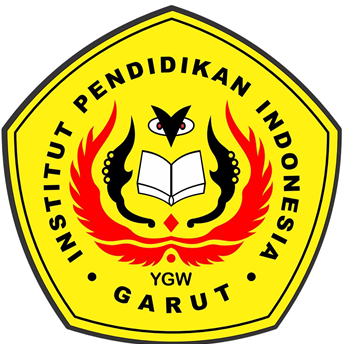 INSTITUT PENDIDIKAN INDONESIA
YGW
• GARUT •